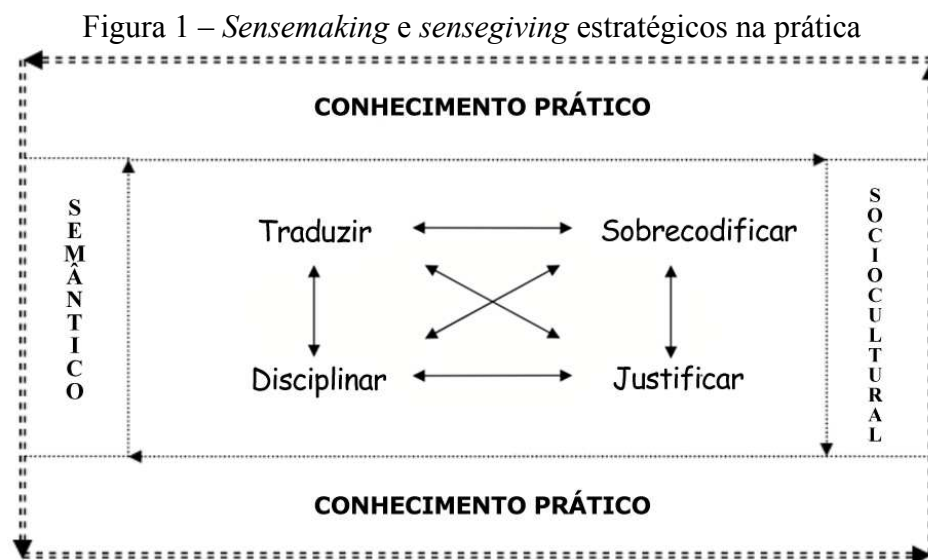 Figura 1 – Sensemaking e sensegiving estratégicos na prática
CONHECIMENTO PRÁTICO
SEMÂNTICO
SOCIOCULTURAL
Traduzir
Sobrecodificar
Disciplinar
Justificar
CONHECIMENTO PRÁTICO